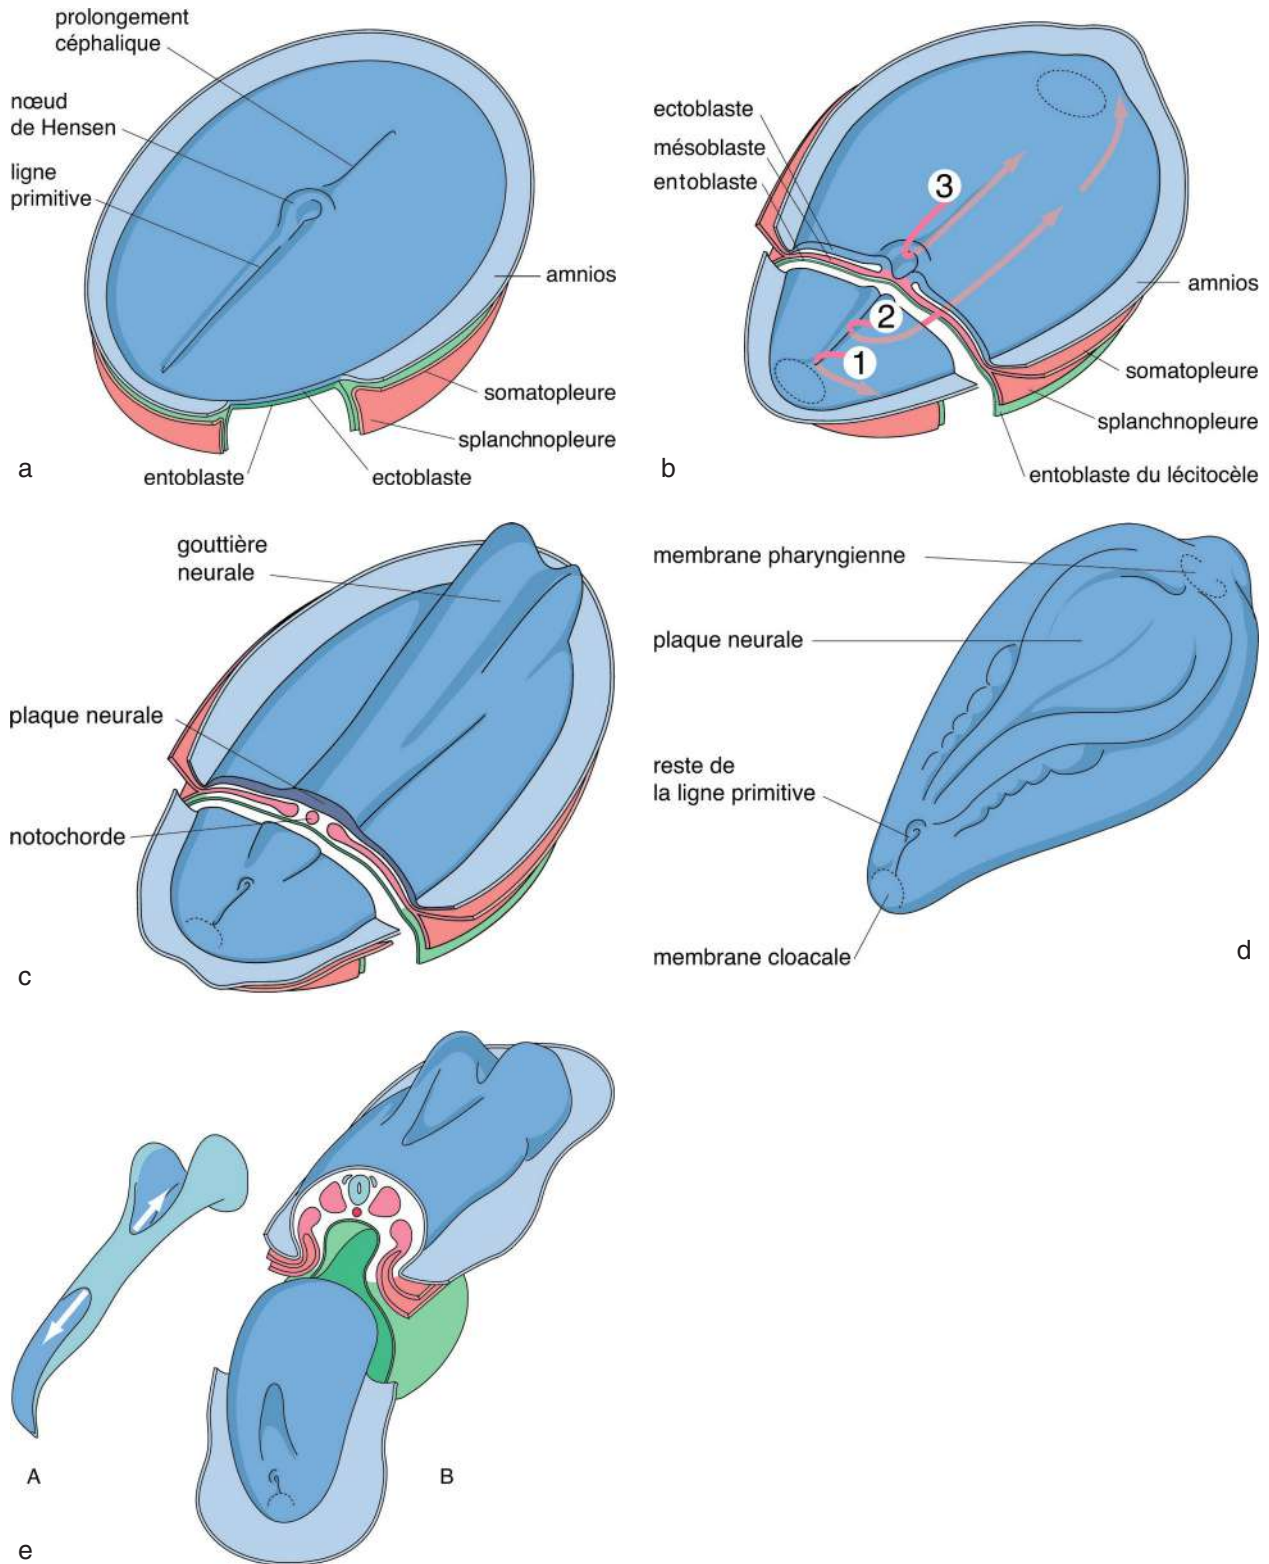 prolongement
céphalique
nœud
de Hensen
ligne
primitive
amnios
somatopleure
splanchnopleure
entoblaste
ectoblaste
a
ectoblaste
mésoblaste
entoblaste
3
2
1
amnios
somatopleure
splanchnopleure
entoblaste du lécitocèle
b
gouttière
neurale
plaque neurale
notochorde
c
membrane pharyngienne
plaque neurale
reste de
la ligne primitive
membrane cloacale
d
A
B
e